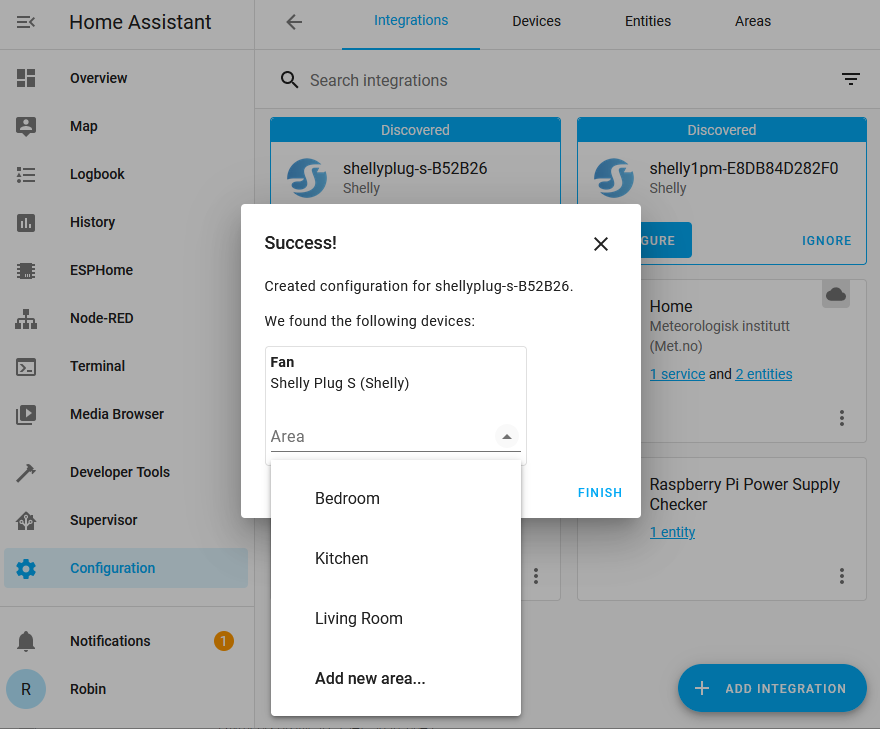 Home Assistant
Overview
Map
Logbook
History
ESPHome
Node-RED
Terminal
Media Browser
Developer Tools
Supervisor
Configuration
Notifications 1
R Robin
Integrations Devices Entities Areas
Search integrations
Discovered
shellyplug-s-B52B26
Shelly
Discovered
shelly1pm-E8DB84D282F0
Shelly
GURE IGNORE
Success!
Created configuration for shellyplug-s-B52B26.
We found the following devices:
Fan
Shelly Plug S (Shelly)
Area
Bedroom
Kitchen
Living Room
Add new area...
FINISH
Home
Meteorologisk institutt
(Met.no)
1 service and 2 entities
Raspberry Pi Power Supply
Checker
1 entity
ADD INTEGRATION